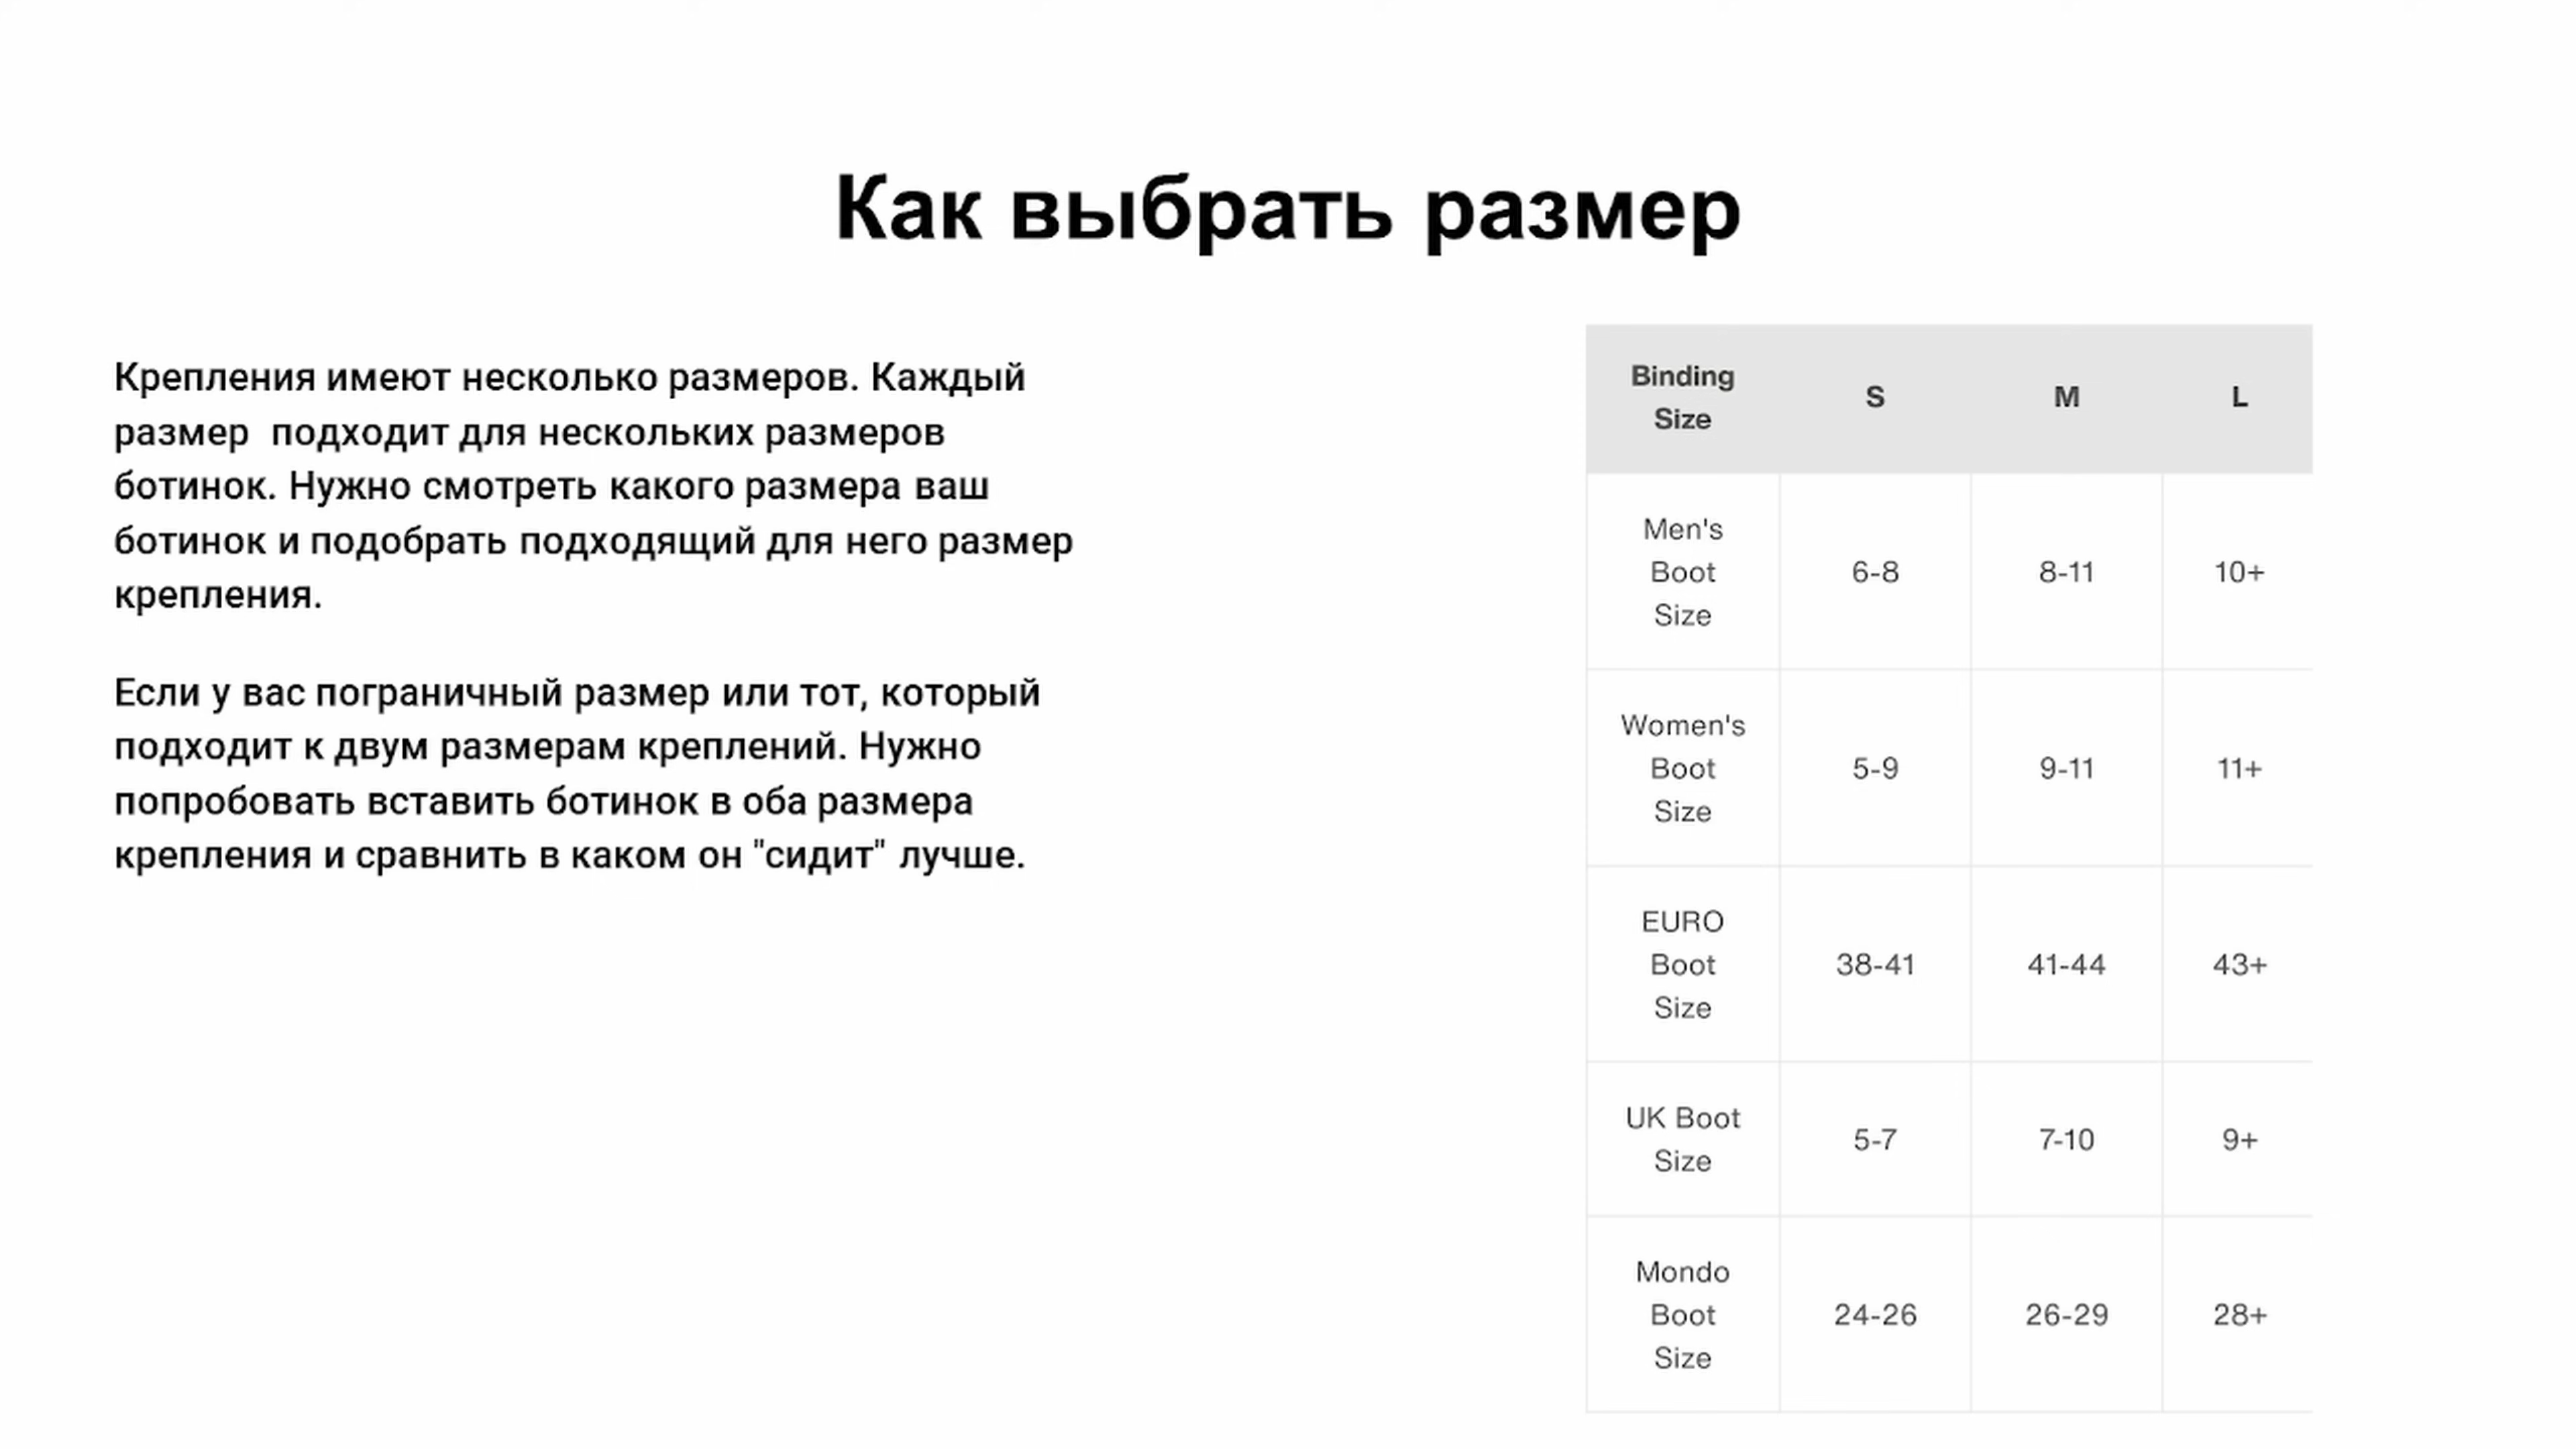 Как выбрать размер
Крепления имеют несколько размеров. Каждый
размер  подходит для нескольких размеров
ботинок. Нужно смотреть какого размера ваш
ботинок и подобрать подходящий для него размер
крепления.
Если у вас пограничный размер или тот, который
подходит к двум размерам креплений. Нужно
попробовать вставить ботинок в оба размера
крепления и сравнить в каком он "сидит" лучше.
Binding
Size
S
M
L
Men's
Boot
Size
6-8
8-11
10+
Women's
Boot
Size
5-9
9-11
11+
EURO
Boot
Size
38-41
41-44
43+
UK Boot
Size
5-7
7-10
9+
Mondo
Boot
Size
24-26
26-29
28+